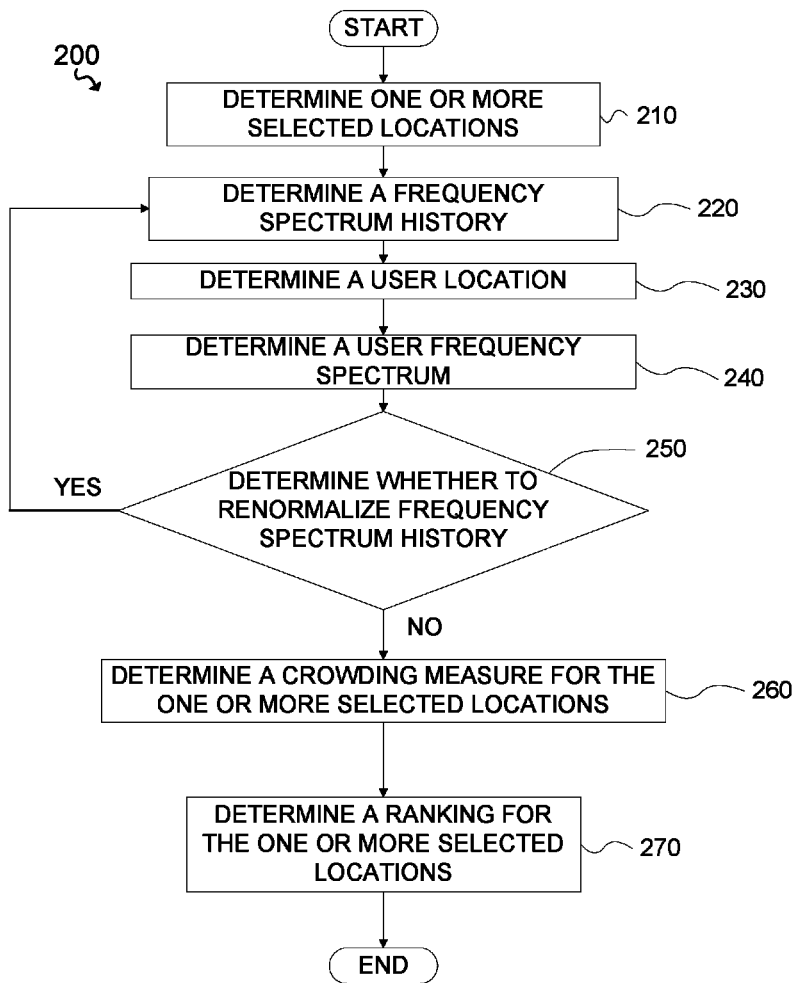 START
200
DETERMINE ONE OR MORE
SELECTED LOCATIONS
210
DETERMINE A FREQUENCY
SPECTRUM HISTORY
220
DETERMINE A USER LOCATION
230
DETERMINE A USER FREQUENCY
SPECTRUM
240
250
YES
DETERMINE WHETHER TO
RENORMALIZE FREQUENCY
SPECTRUM HISTORY
NO
DETERMINE A CROWDING MEASURE FOR THE
ONE OR MORE SELECTED LOCATIONS
260
DETERMINE A RANKING FOR
THE ONE OR MORE SELECTED
LOCATIONS
270
END